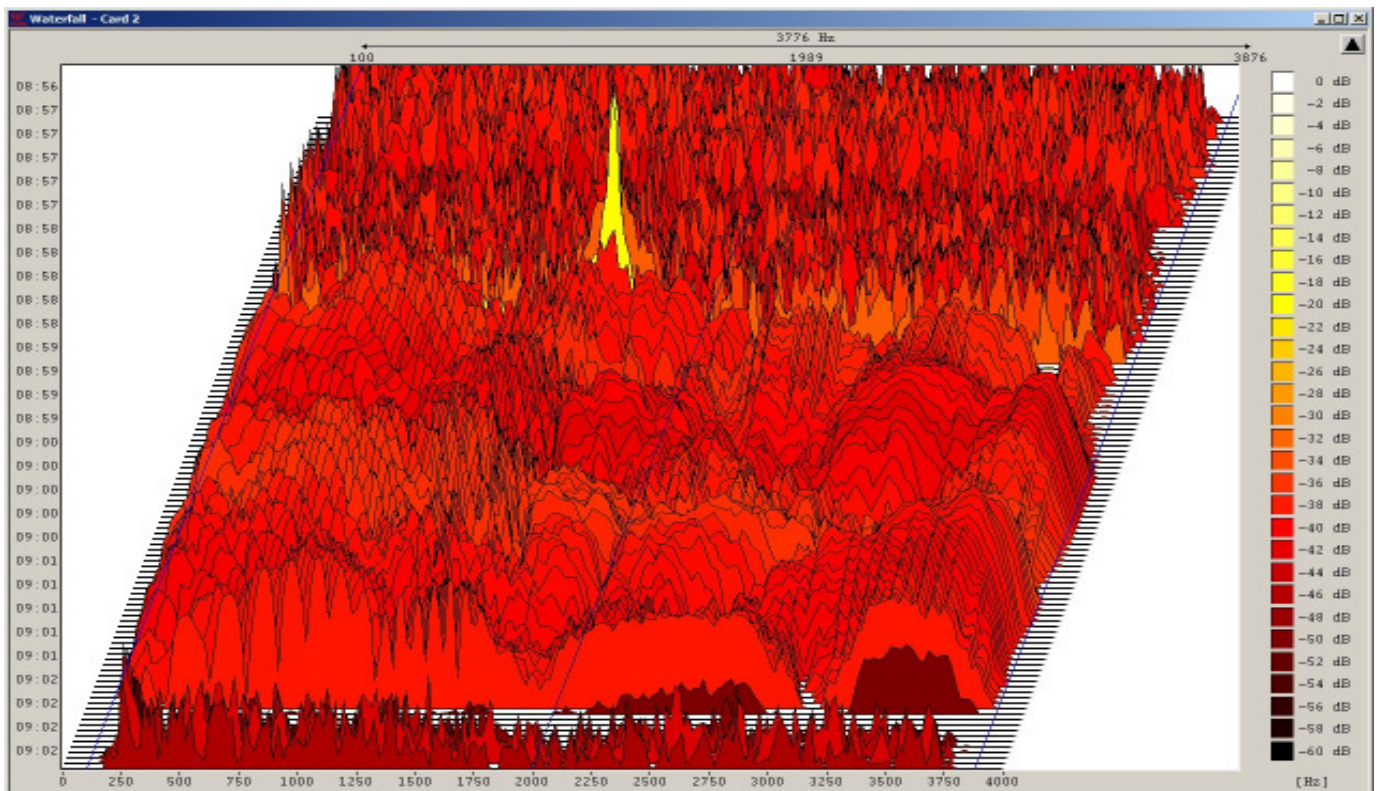 Waterfall - Card 2
3776 Hz
100 1989 3876
08:56
08:57
08:57
08:57
08:57
08:57
08:58
08:58
08:58
08:58
08:58
08:59
08:59
08:59
08:59
09:00
09:00
09:00
09:00
09:01
09:01
09:01
09:01
09:01
09:02
09:02
09:02
09:02
0 dB
-2 dB
-4 dB
-6 dB
-8 dB
-10 dB
-12 dB
-14 dB
-16 dB
-18 dB
-20 dB
-22 dB
-24 dB
-26 dB
-28 dB
-30 dB
-32 dB
-34 dB
-36 dB
-38 dB
-40 dB
-42 dB
-44 dB
-46 dB
-48 dB
-50 dB
-52 dB
-54 dB
-56 dB
-58 dB
-60 dB
0 250 500 750 1000 1250 1500 1750 2000 2250 2500 2750 3000 3250 3500 3750 4000 [Hz]